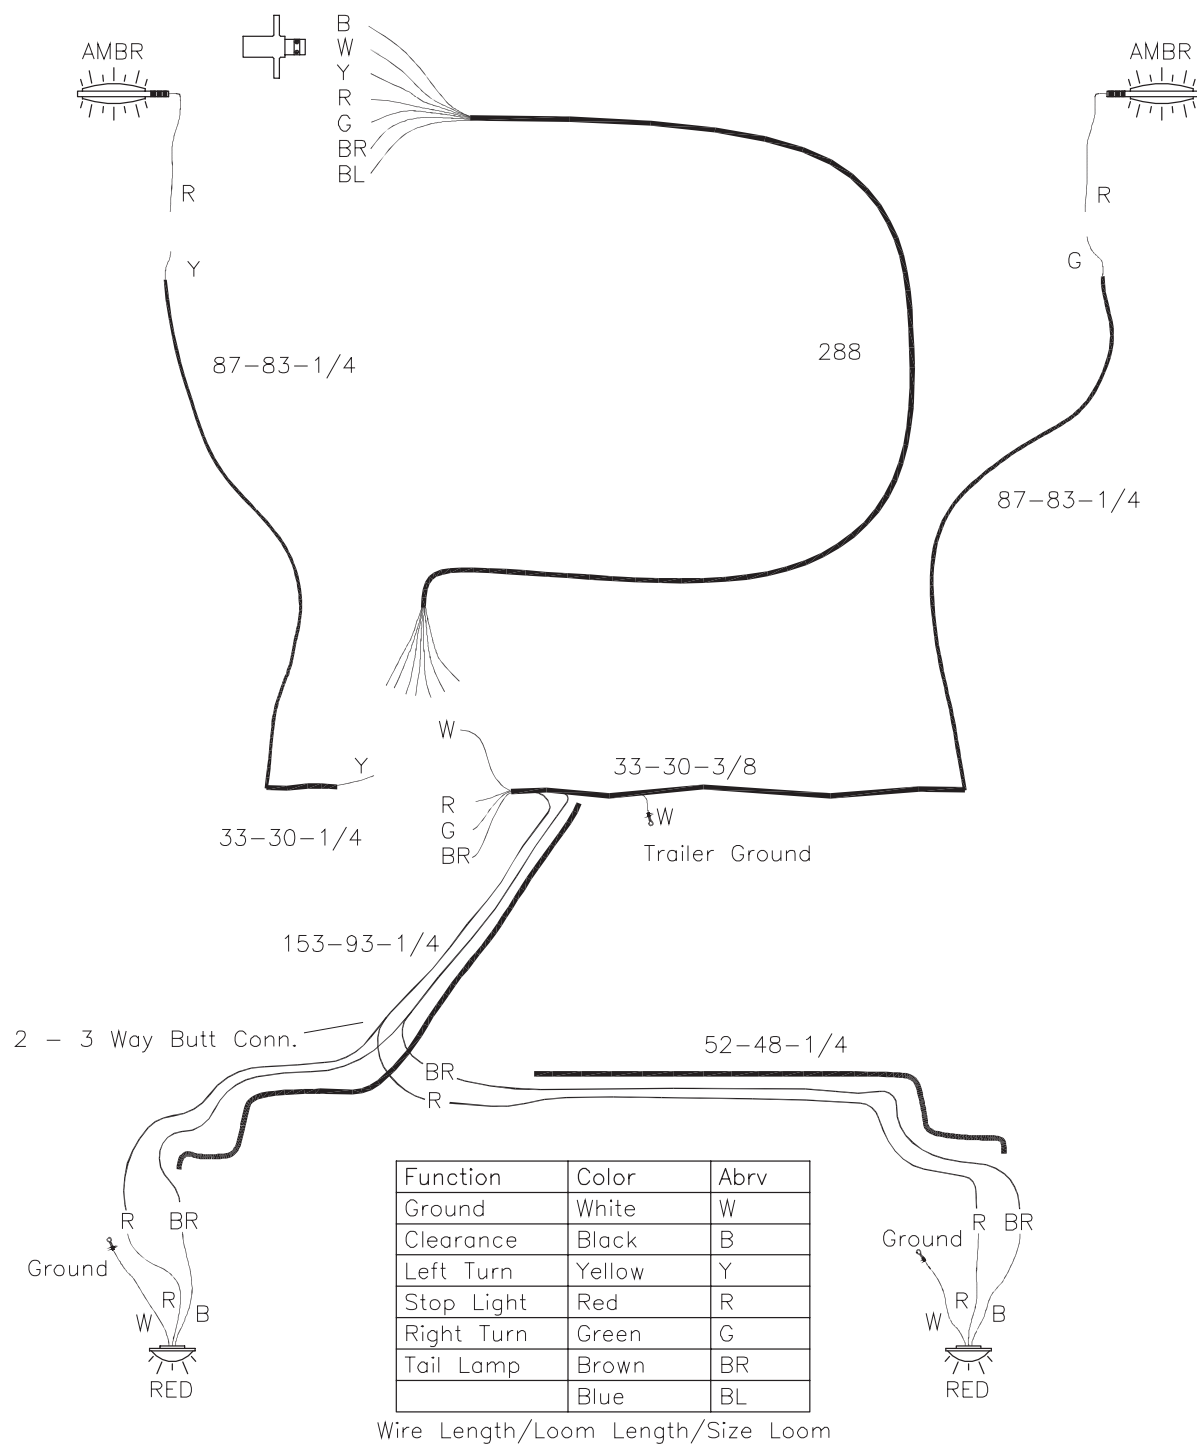 AMBR
B
W
Y
R
G
BR
BL
AMBR
R
R
Y
G
87-83-1/4
288
87-83-1/4
W
Y
33-30-3/8
R
G
BR
W
33-30-1/4
Trailer Ground
153-93-1/4
2 - 3 Way Butt Conn.
52-48-1/4
BR
R
Function Color Abrv
Ground White W
Clearance Black B
Left Turn Yellow Y
Stop Light Red R
Right Turn Green G
Tail Lamp Brown BR
Blue BL
R BR
Ground
R
W B
RED
R BR
Ground
R
W B
RED
Wire Length/Loom Length/Size Loom